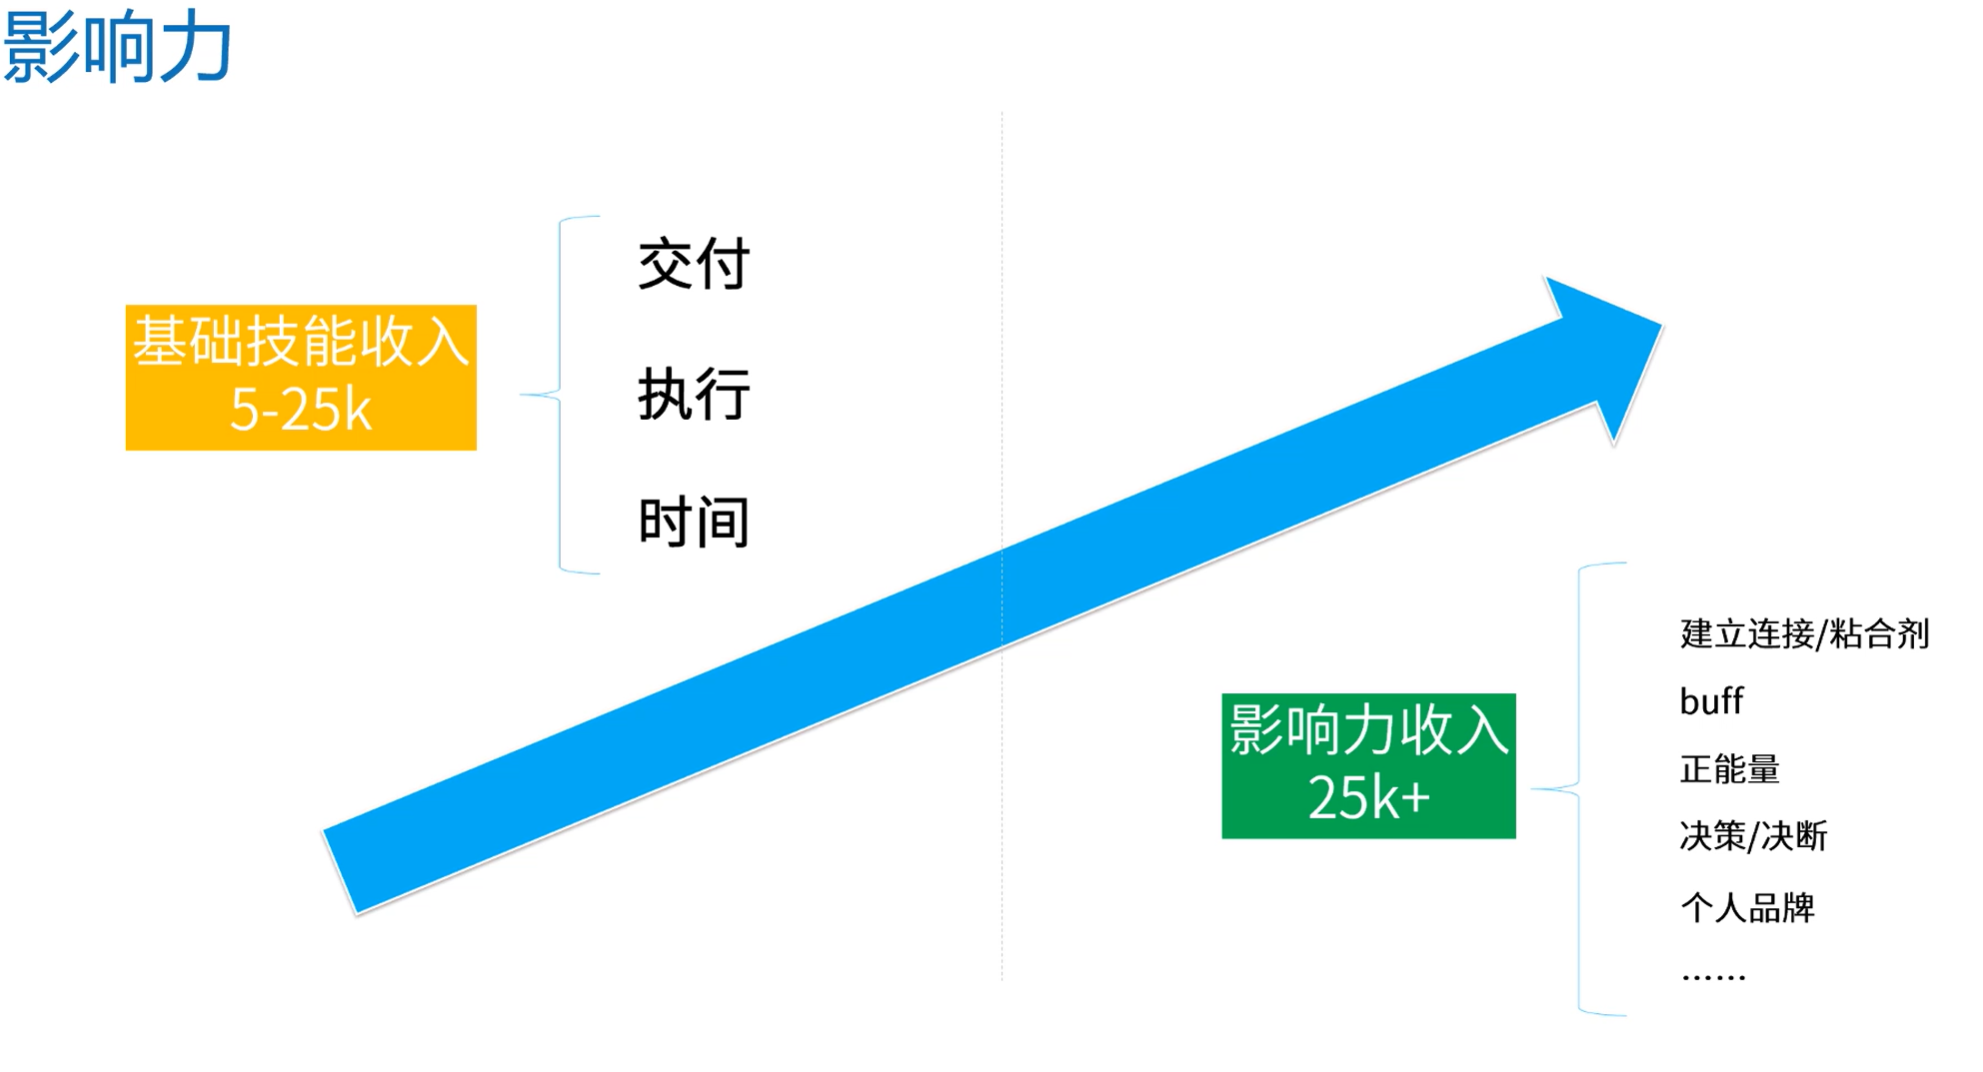 影响力
基础技能收入
5-25k
交付
执行
时间
影响力收入
25k+
建立连接/粘合剂
buff
正能量
决策/决断
个人品牌
……